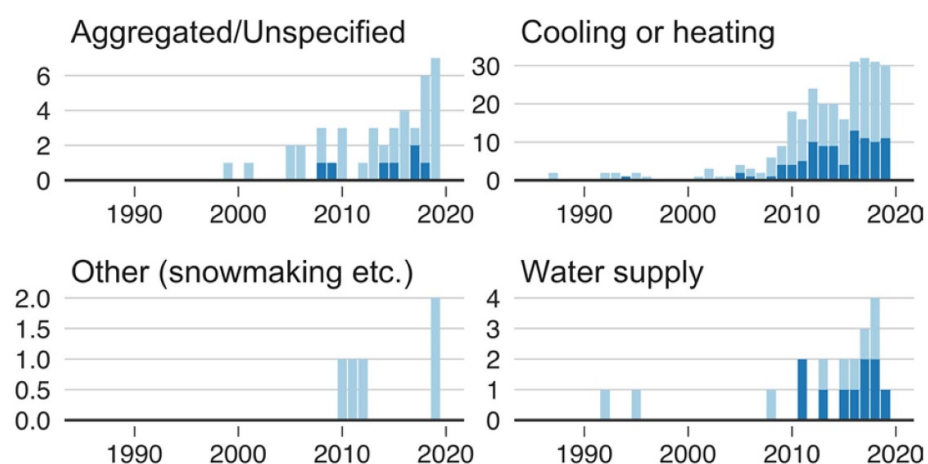 Aggregated/Unspecified
6
4
2
0
1990 2000 2010 2020
Cooling or heating
30
20
10
0
1990 2000 2010 2020
Other (snowmaking etc.)
2.0
1.5
1.0
0.5
0.0
1990 2000 2010 2020
Water supply
4
3
2
1
0
1990 2000 2010 2020